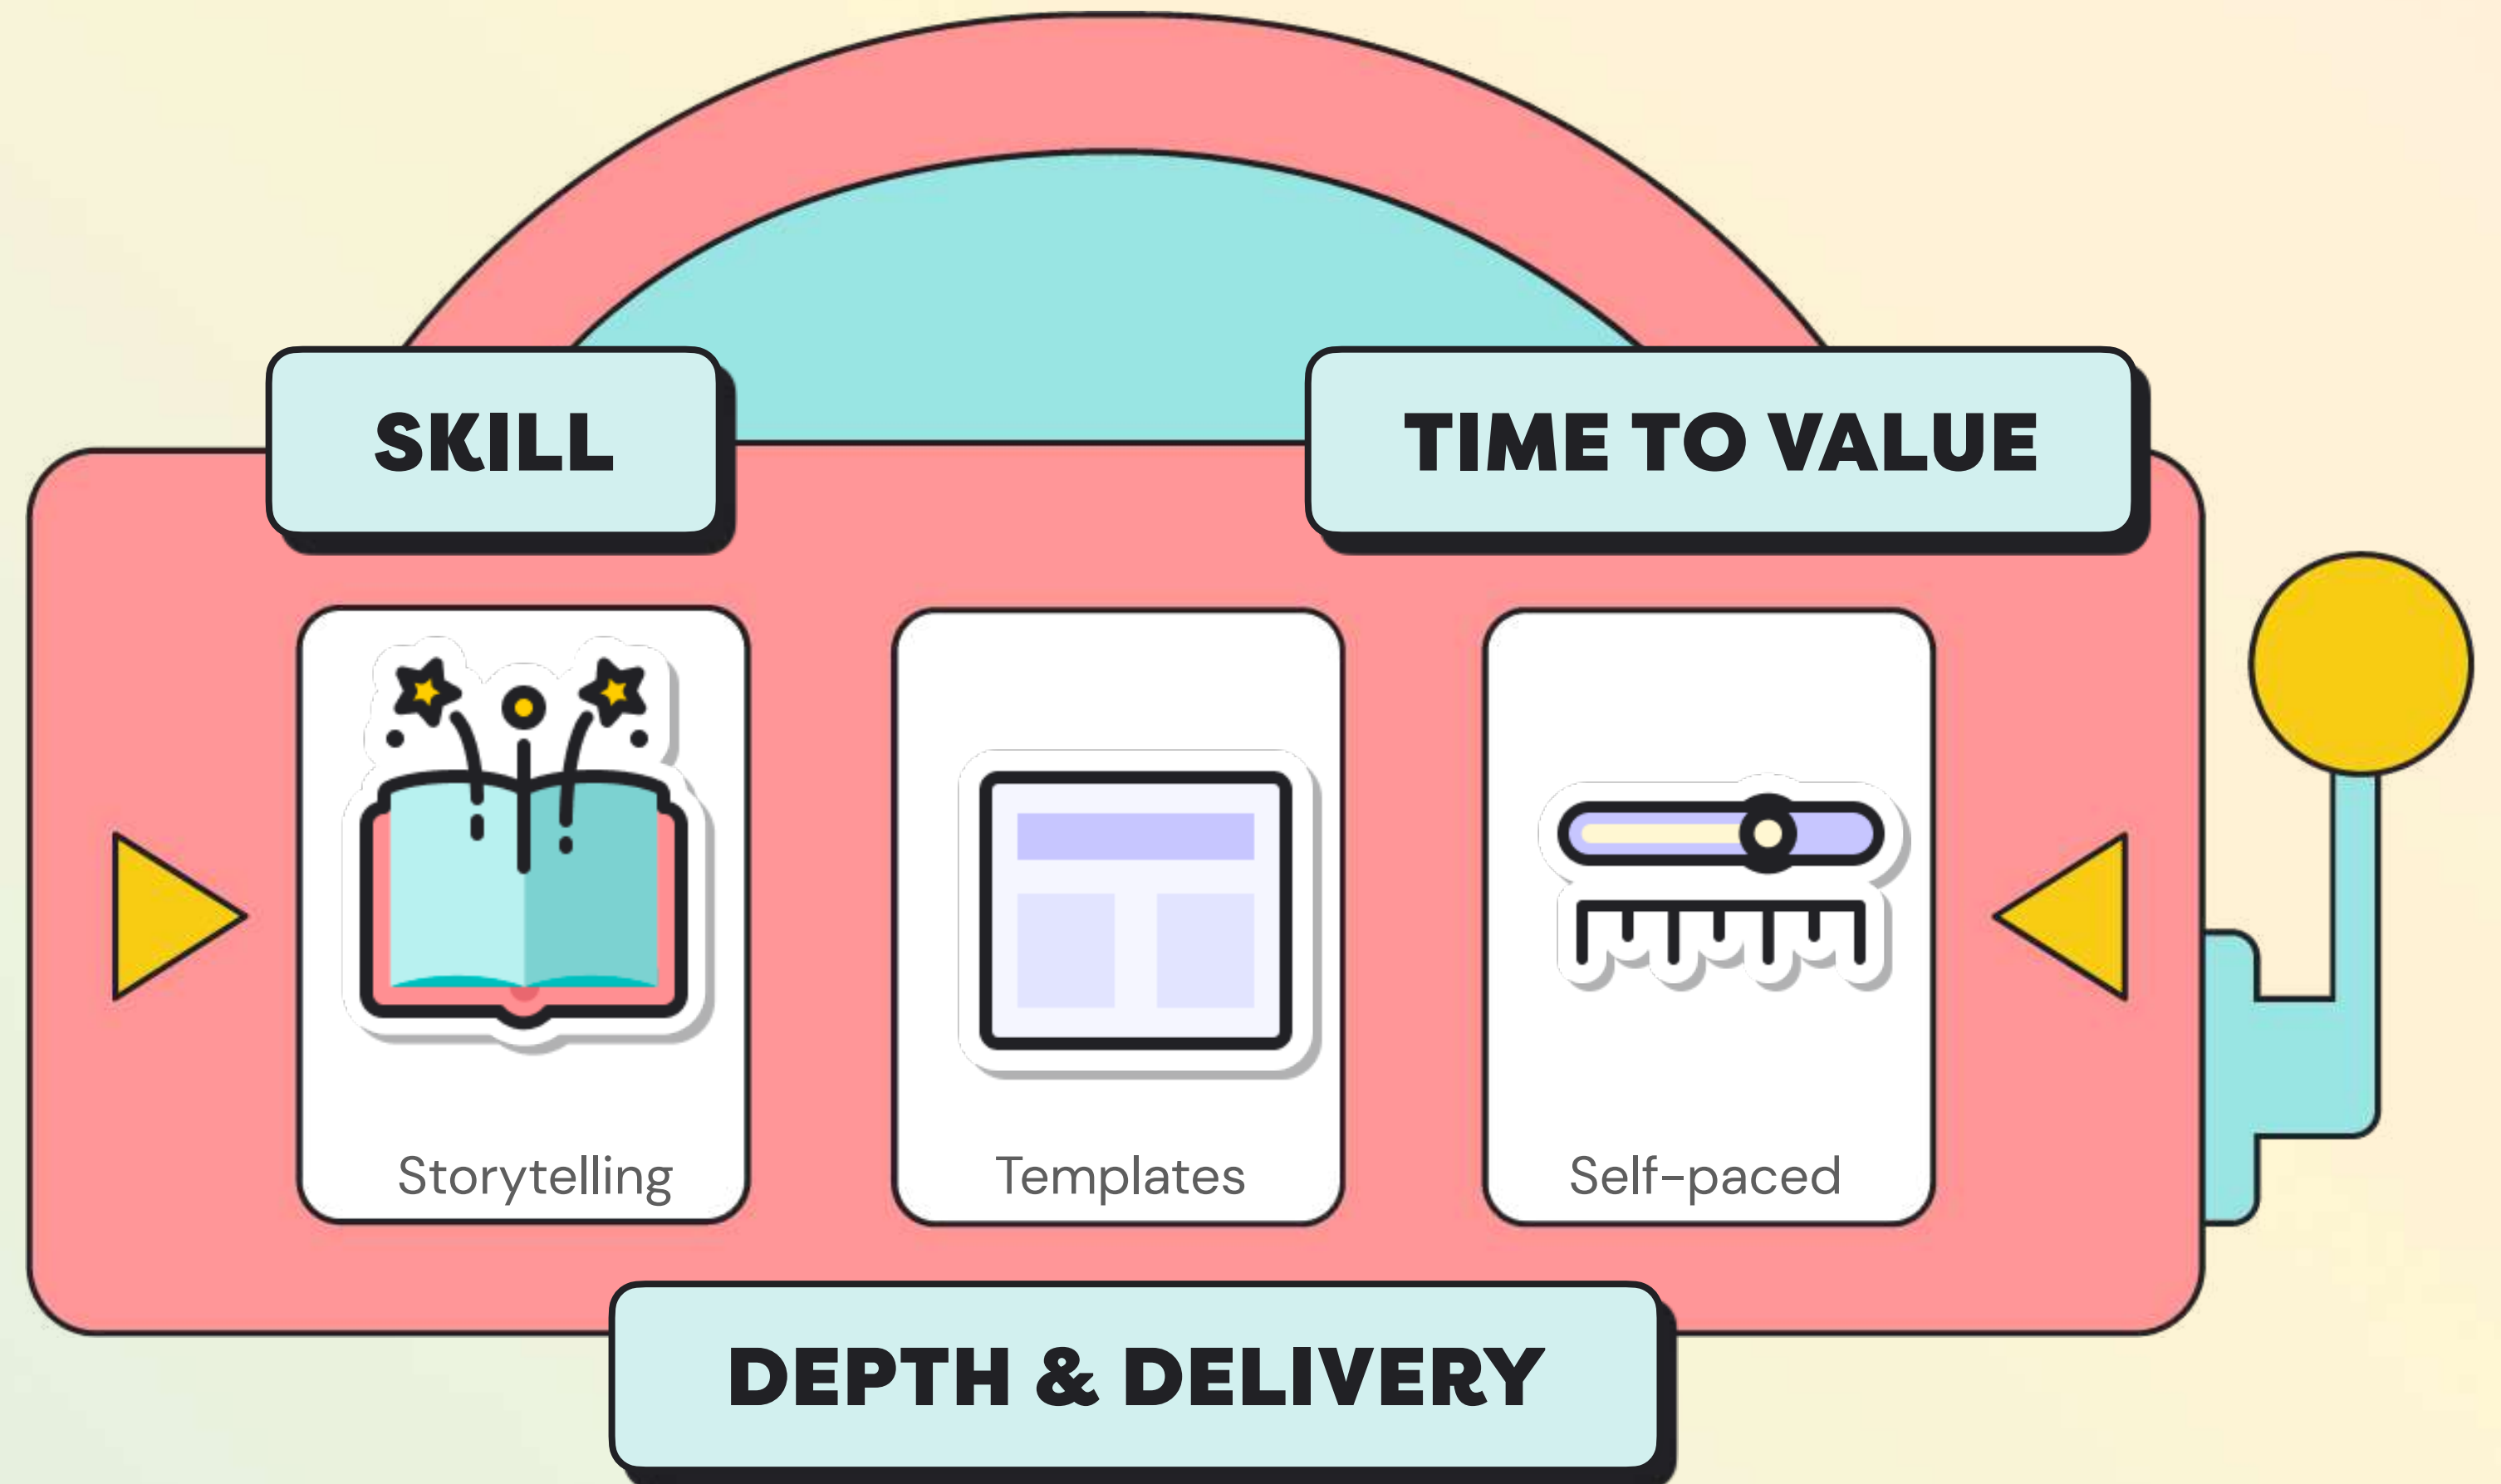 SKILL
TIME TO VALUE
Storytelling
Templates
Self-paced
DEPTH & DELIVERY